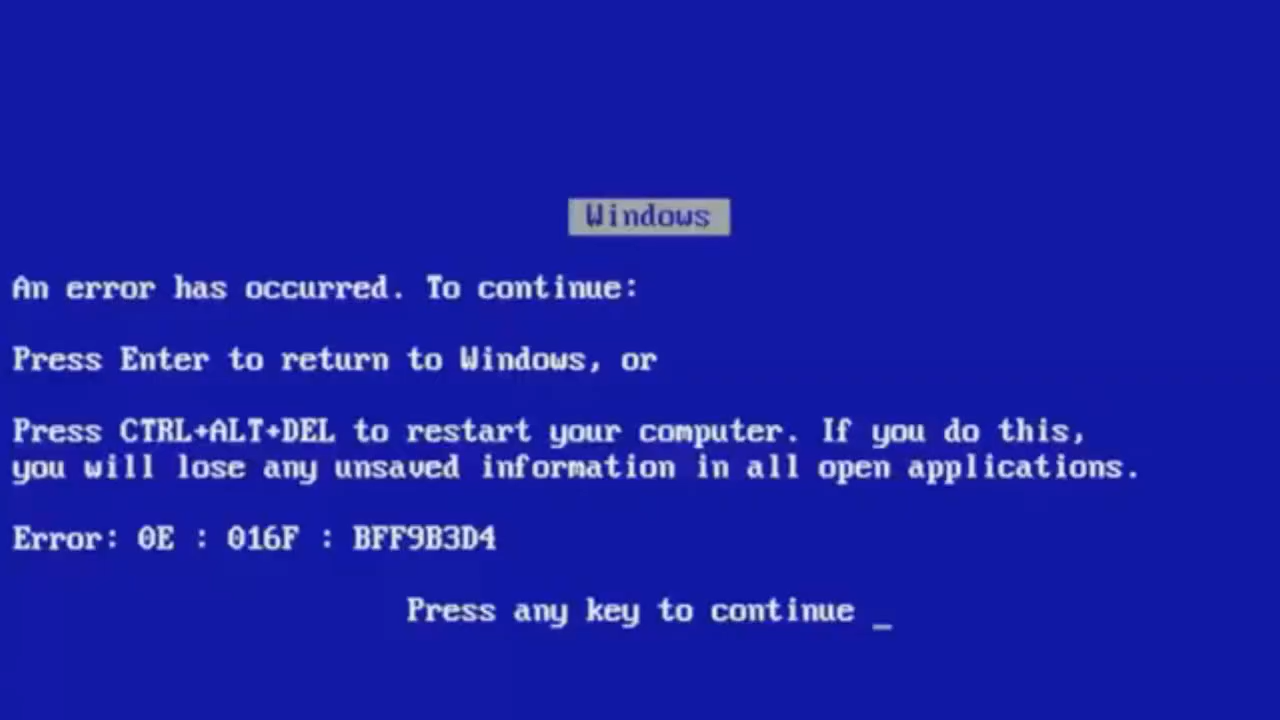 Windows
An error has occurred. To continue:
Press Enter to return to Windows, or
Press CTRL+ALT+DEL to restart your computer. If you do this,
you will lose any unsaved information in all open applications.
Error: 0E : 016F : BFF9B3D4
Press any key to continue _